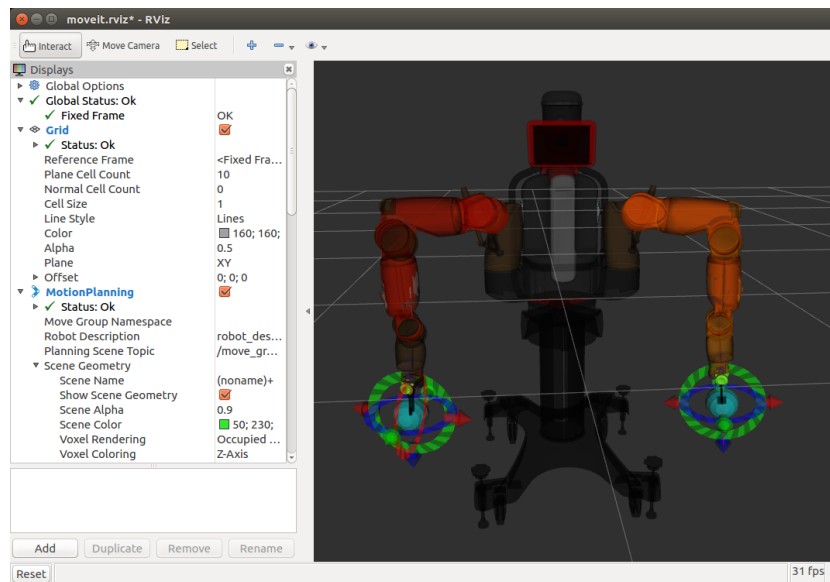 moveit.rviz* - RViz
Interact Move Camera Select
Displays
Global Options
Global Status: Ok
Fixed Frame OK
Grid
Status: Ok
Reference Frame <Fixed Fra...
Plane Cell Count 10
Normal Cell Count 0
Cell Size 1
Line Style Lines
Color 160; 160;
Alpha 0.5
Plane XY
Offset 0; 0; 0
MotionPlanning
Status: Ok
Move Group Namespace
Robot Description robot_des...
Planning Scene Topic /move_gr...
Scene Geometry
Scene Name (noname)+
Show Scene Geometry
Scene Alpha 0.9
Scene Color 50; 230;
Voxel Rendering Occupied ...
Voxel Coloring Z-Axis
Add Duplicate Remove Rename
Reset 31 fps